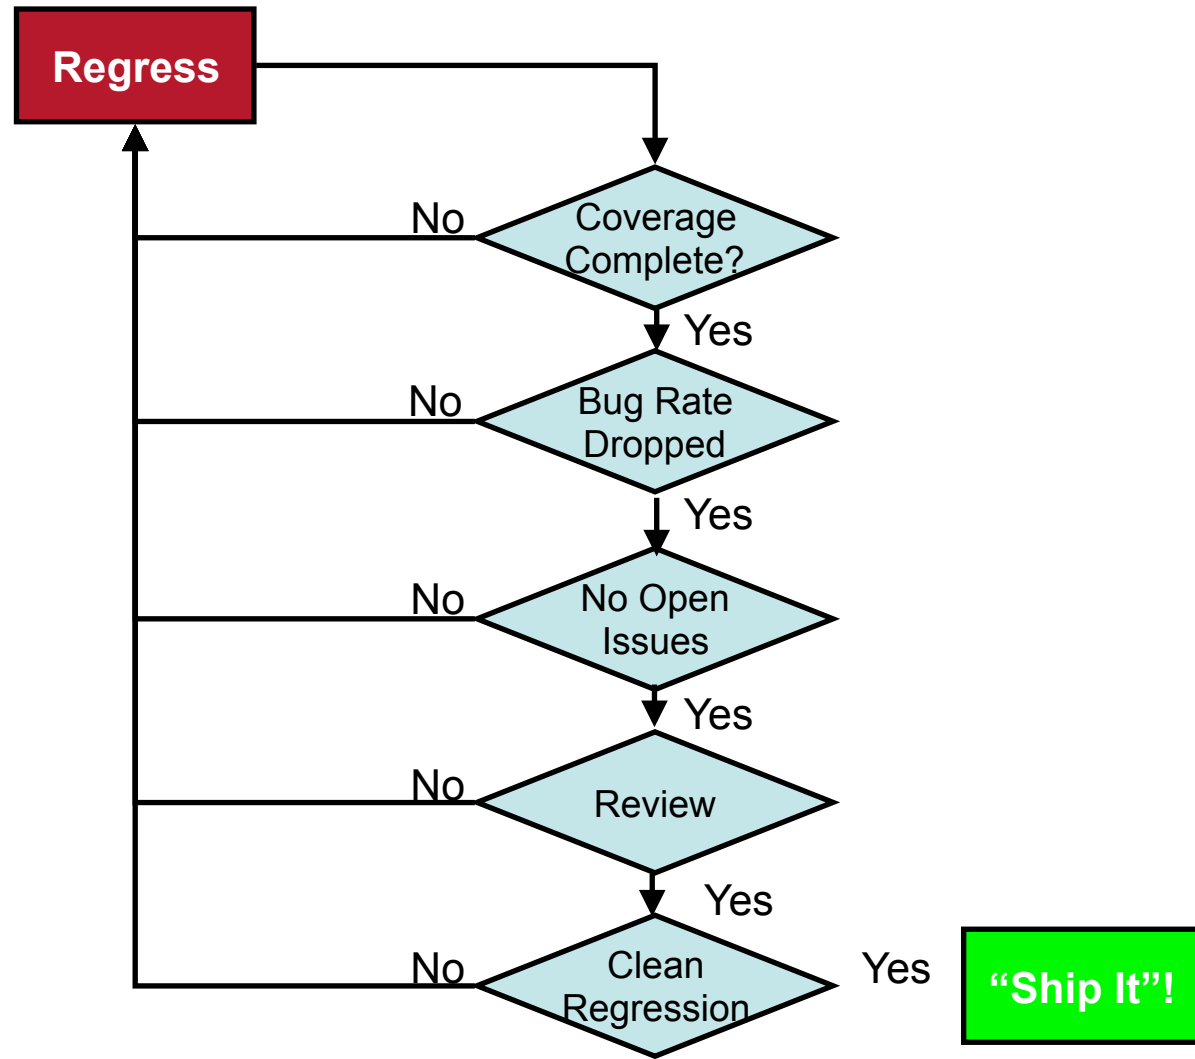 Regress
No
Coverage
Complete?
Yes
No
Bug Rate
Dropped
Yes
No
No Open
Issues
Yes
No
Review
Yes
No
Clean
Regression
Yes
“Ship It”!